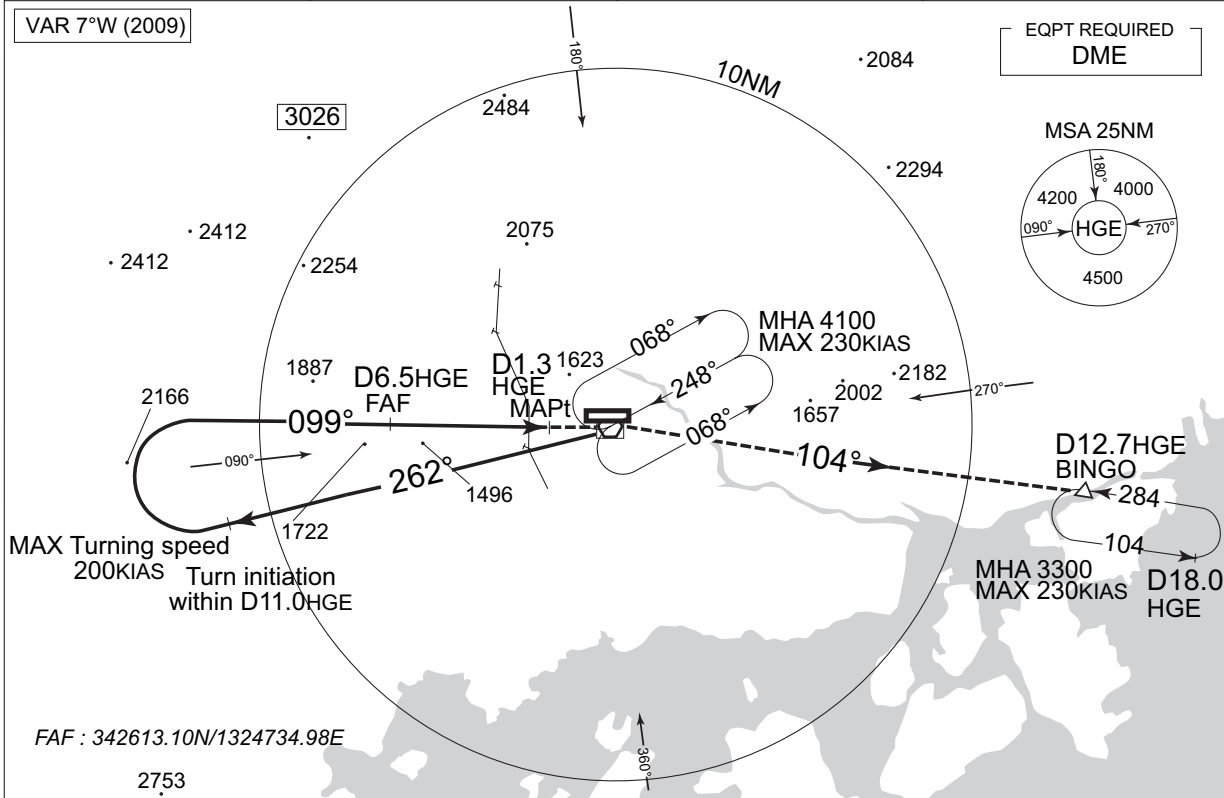 VAR 7°W (2009)
EQPT REQUIRED
DME
180°
10NM
2084
2484
3026
MSA 25NM
2294
180°
4200
4000
090°
HGE
270°
4500
2412
2075
2412
2254
068°
MHA 4100
MAX 230KIAS
D1.3
HGE
MAPt
1623
1887
D6.5HGE
FAF
248°
2182
2002
270°
1657
2166
099°
068°
D12.7HGE
BINGO
090°
262°
104°
284
1496
1722
104
MAX Turning speed
200KIAS
Turn initiation
within D11.0HGE
MHA 3300
MAX 230KIAS
D18.0
HGE
FAF : 342613.10N/1324734.98E
360°
2753